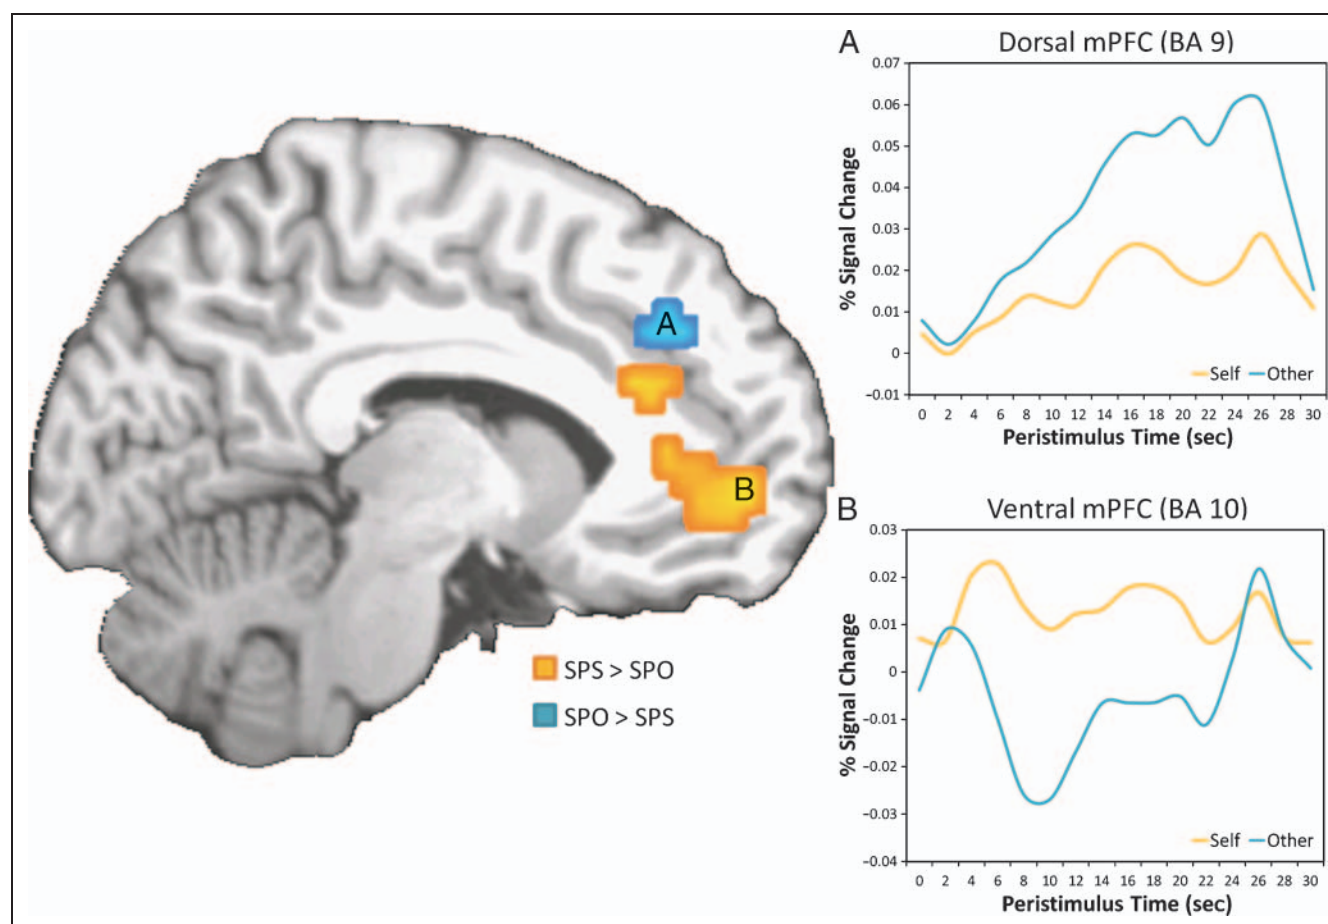 A
Dorsal mPFC (BA 9)
0.07
0.06
0.05
0.04
0.03
0.02
0.01
0
−0.01
% Signal Change
Self Other
0 2 4 6 8 10 12 14 16 18 20 22 24 26 28 30
Peristimulus Time (sec)
A
B
SPS > SPO
SPO > SPS
B
Ventral mPFC (BA 10)
0.03
0.02
0.01
0
−0.01
−0.02
−0.03
−0.04
% Signal Change
Self Other
0 2 4 6 8 10 12 14 16 18 20 22 24 26 28 30
Peristimulus Time (sec)